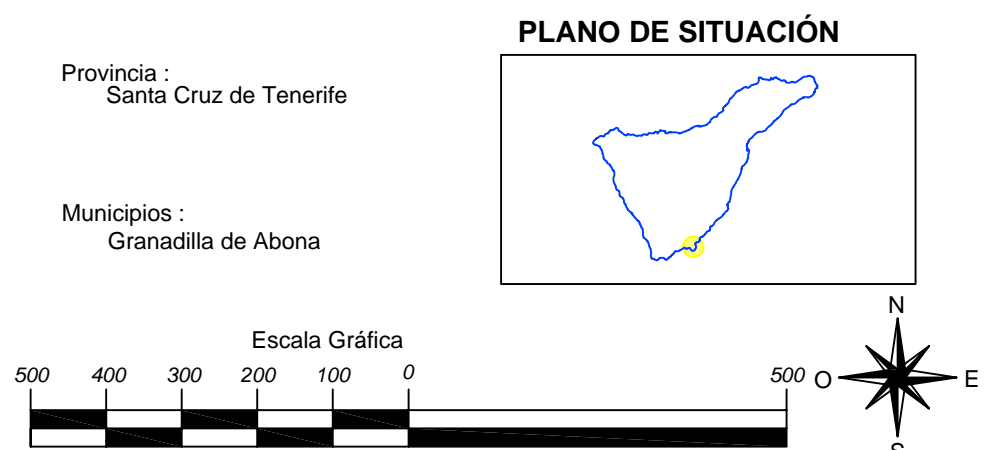 PLANO DE SITUACIÓN
Provincia :
Santa Cruz de Tenerife
Municipios :
Granadilla de Abona
Escala Gráfica
500 400 300 200 100 0 500
N
O E
S